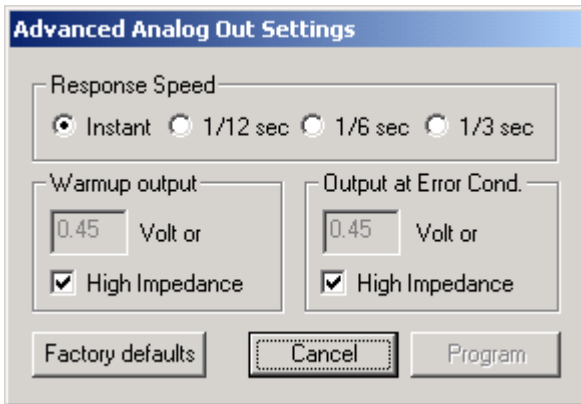 Advanced Analog Out Settings
Response Speed
Instant 1/12 sec 1/6 sec 1/3 sec
Warmup output
0.45 Volt or
High Impedance
Output at Error Cond.
0.45 Volt or
High Impedance
Factory defaults Cancel Program